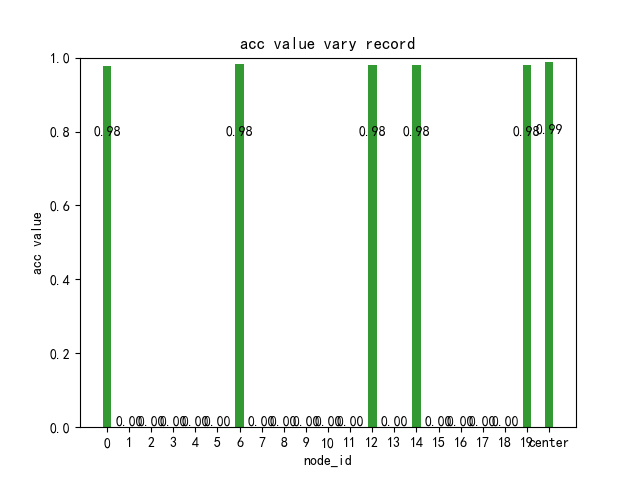 acc value vary record
acc value
1.0
0.8
0.6
0.4
0.2
0.0
0.98 0.98 0.98 0.98 0.98 0.99
0.00 0.00 0.00 0.00 0.00 0.00 0.00 0.00 0.00 0.00 0.00 0.00 0.00 0.00 0.00
0 1 2 3 4 5 6 7 8 9 10 11 12 13 14 15 16 17 18 19 center
node_id